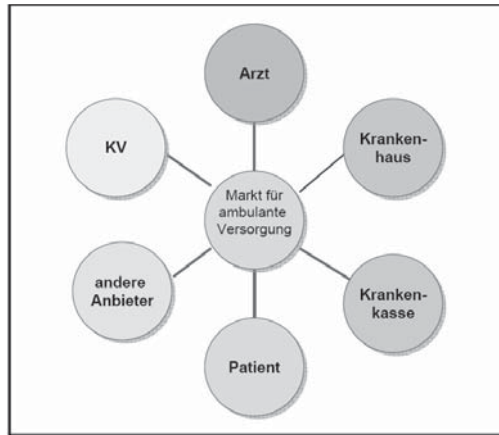 Arzt
KV
Kranken-
haus
Markt für
ambulante
Versorgung
andere
Anbieter
Kranken-
kasse
Patient